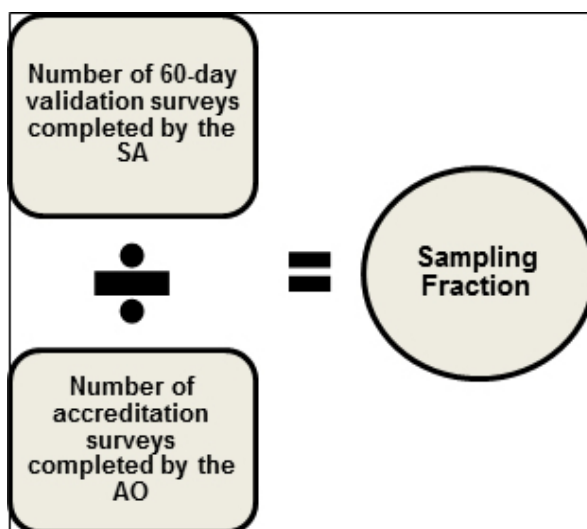 Number of 60-day
validation surveys
completed by the
SA
÷
=
Sampling
Fraction
Number of
accreditation
surveys
completed by the
AO